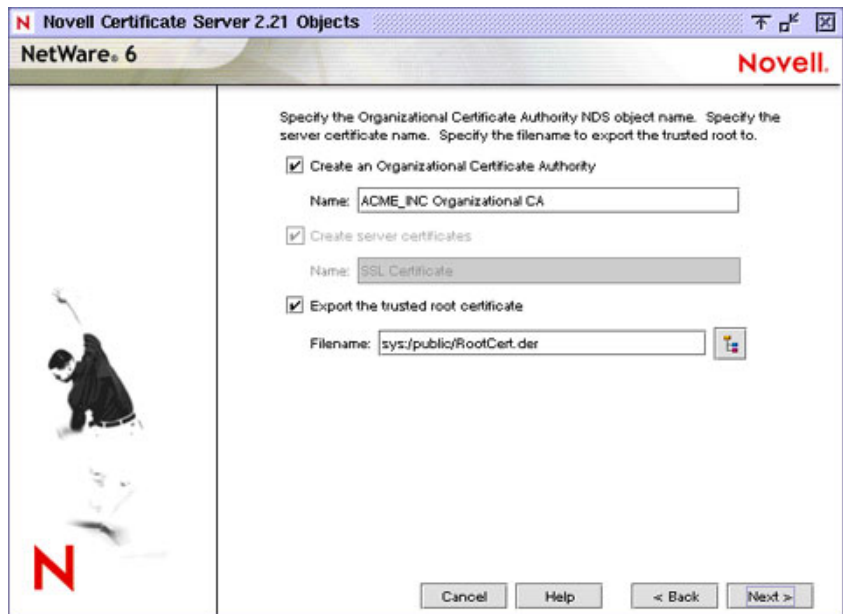 N Novell Certificate Server 2.21 Objects
NetWare® 6
Novell.
Specify the Organizational Certificate Authority NDS object name. Specify the
server certificate name. Specify the filename to export the trusted root to.
Create an Organizational Certificate Authority
Name: ACME_INC Organizational CA
Create server certificates
Name: SSL Certificate
Export the trusted root certificate
Filename: sys:/public/RootCert.der
N
Cancel Help < Back Next >